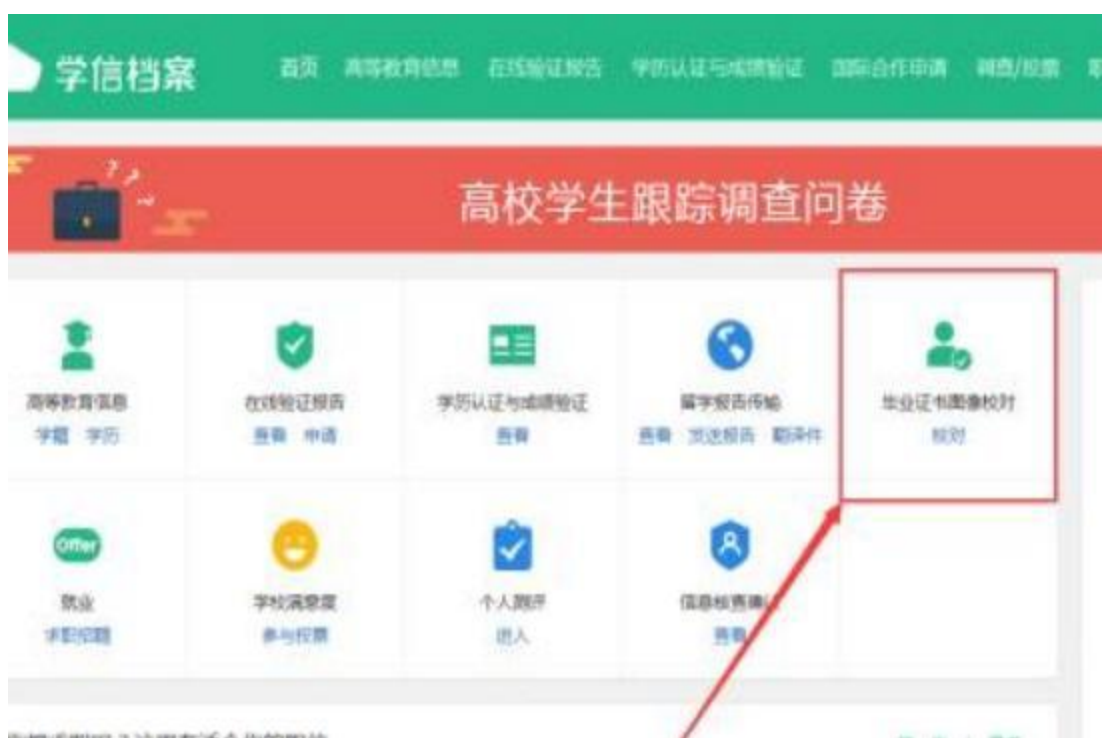 学信档案
首页 高等教育信息 在线验证报告 学历认证与成绩验证 国际合作申请 调查/投票
? ? ?
高校学生跟踪调查问卷
高等教育信息 在线验证报告 学历认证与成绩验证 留学报告传输 毕业证书图像校对
学籍 学历 查看 申请 查看 查看 发送报告 翻译件 校对
Offer
就业 学校满意度 个人测评 信息核查确认
求职招聘 参与投票 进入 查看